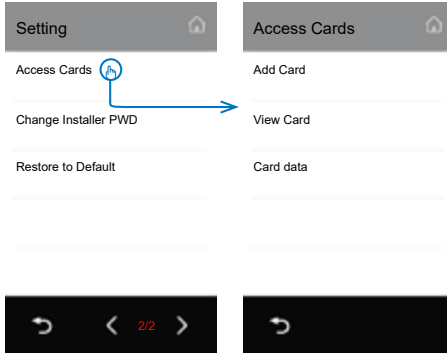 Setting
Access Cards
Change Installer PWD
Restore to Default
2/2
Access Cards
Add Card
View Card
Card data